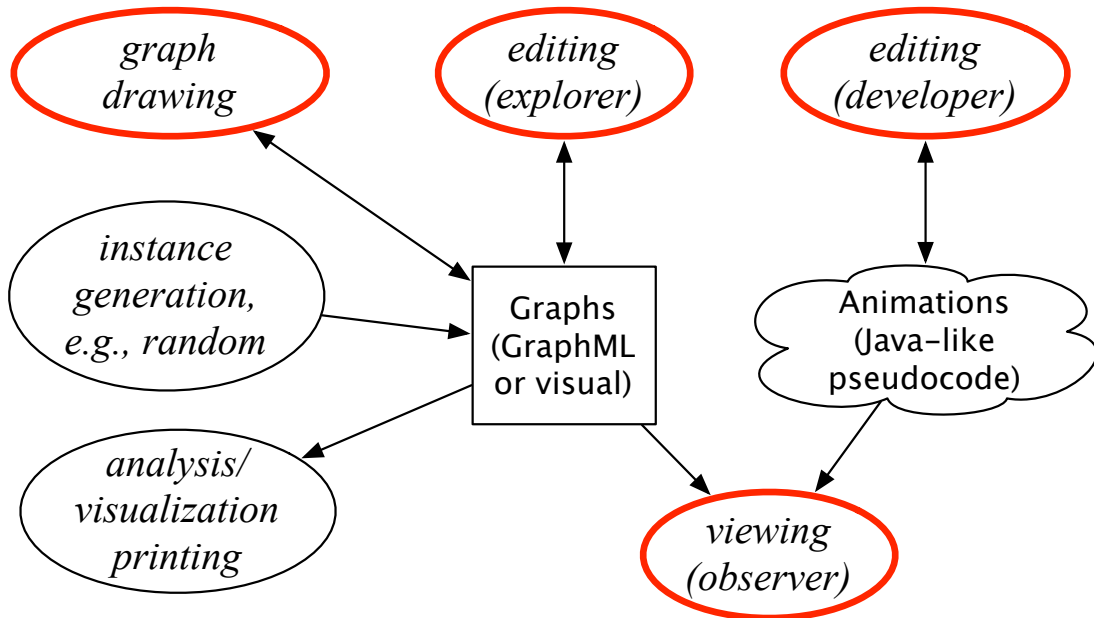 graph
drawing
editing
(explorer)
editing
(developer)
instance
generation,
e.g., random
Graphs
(GraphML
or visual)
Animations
(Java-like
pseudocode)
analysis/
visualization
printing
viewing
(observer)